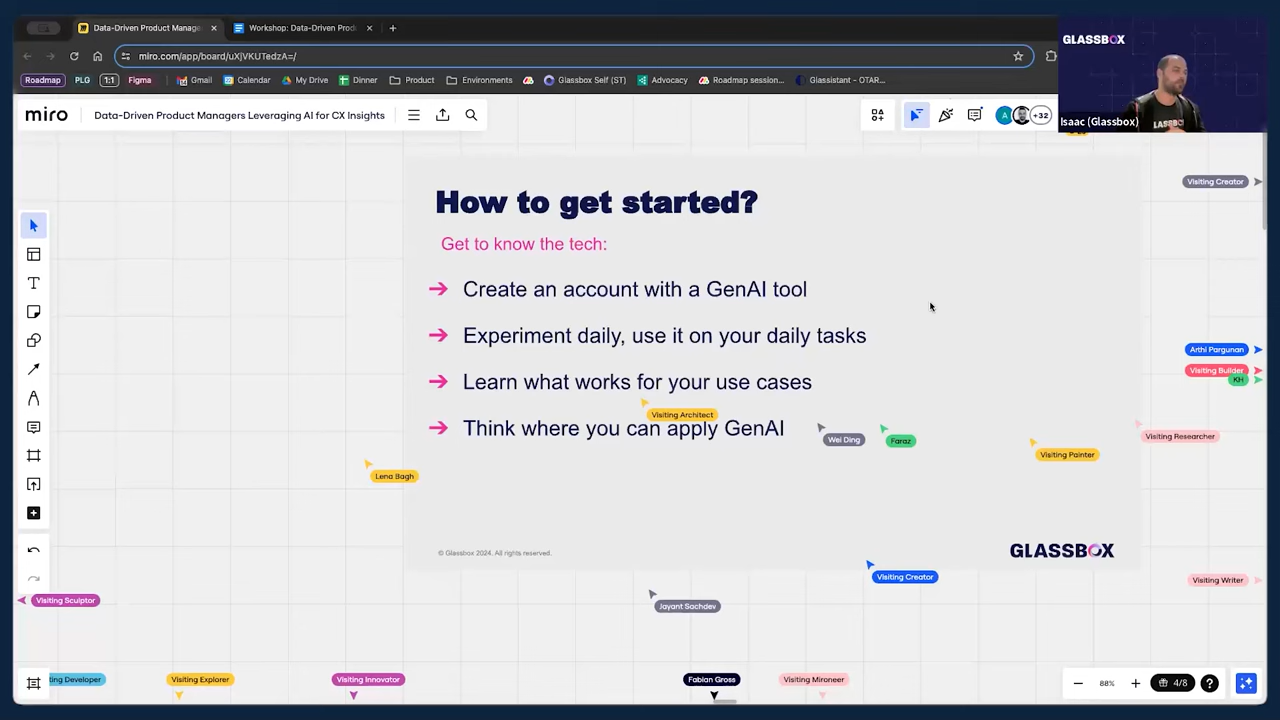 Data-Driven Product Manage
Workshop: Data-Driven Prod
miro.com/app/board/uXjVKUTedzA=/
Roadmap
PLG
1:1
Figma
Gmail
Calendar
My Drive
Dinner
Product
Environments
Glassbox Self (ST)
Advocacy
Roadmap session...
Glassistant - OTAR...
GLASSBOX
GLASSBOX
Isaac (Glassbox)
miro
Data-Driven Product Managers Leveraging AI for CX Insights
A
+32
Visiting Creator
How to get started?
Get to know the tech:
→ Create an account with a GenAI tool
→ Experiment daily, use it on your daily tasks
→ Learn what works for your use cases
→ Think where you can apply GenAI
Arthi Pargunan
Visiting Builder
KH
Visiting Architect
Wei Ding
Faraz
Visiting Researcher
Visiting Painter
Lena Bagh
© Glassbox 2024. All rights reserved.
GLASSBOX
Visiting Creator
Visiting Writer
Visiting Sculptor
Jayant Sachdev
ting Developer
Visiting Explorer
Visiting Innovator
Fabian Gross
Visiting Mironeer
88%
4/8
?